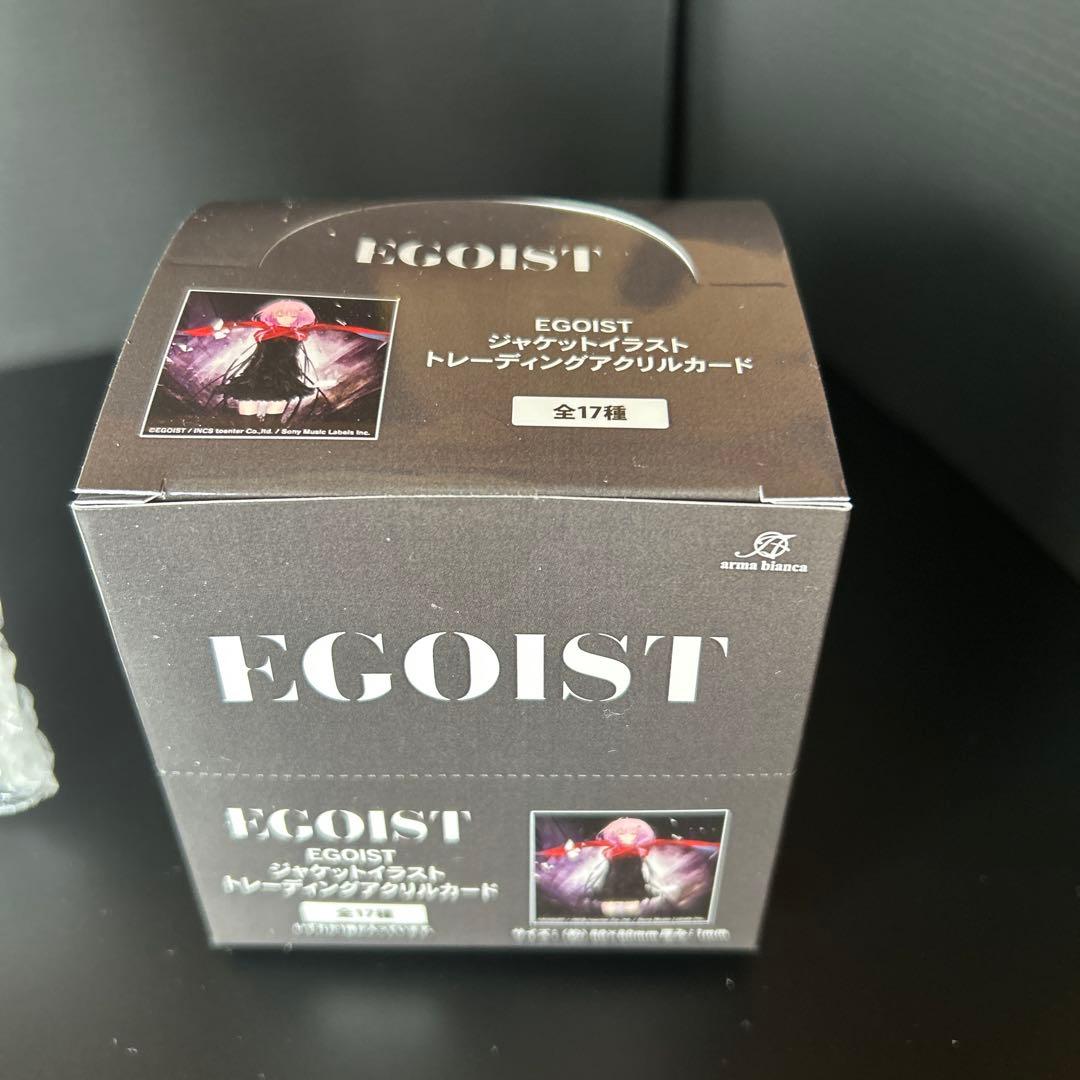 EGOIST
EGOIST
ジャケットイラスト
トレーディングアクリルカード
全17種
©EGOIST / INCS toenter Co.,ltd. / Sony Music Labels Inc.
arma bianca
EGOIST
EGOIST
EGOIST
ジャケットイラスト
トレーディングアクリルカード
全17種